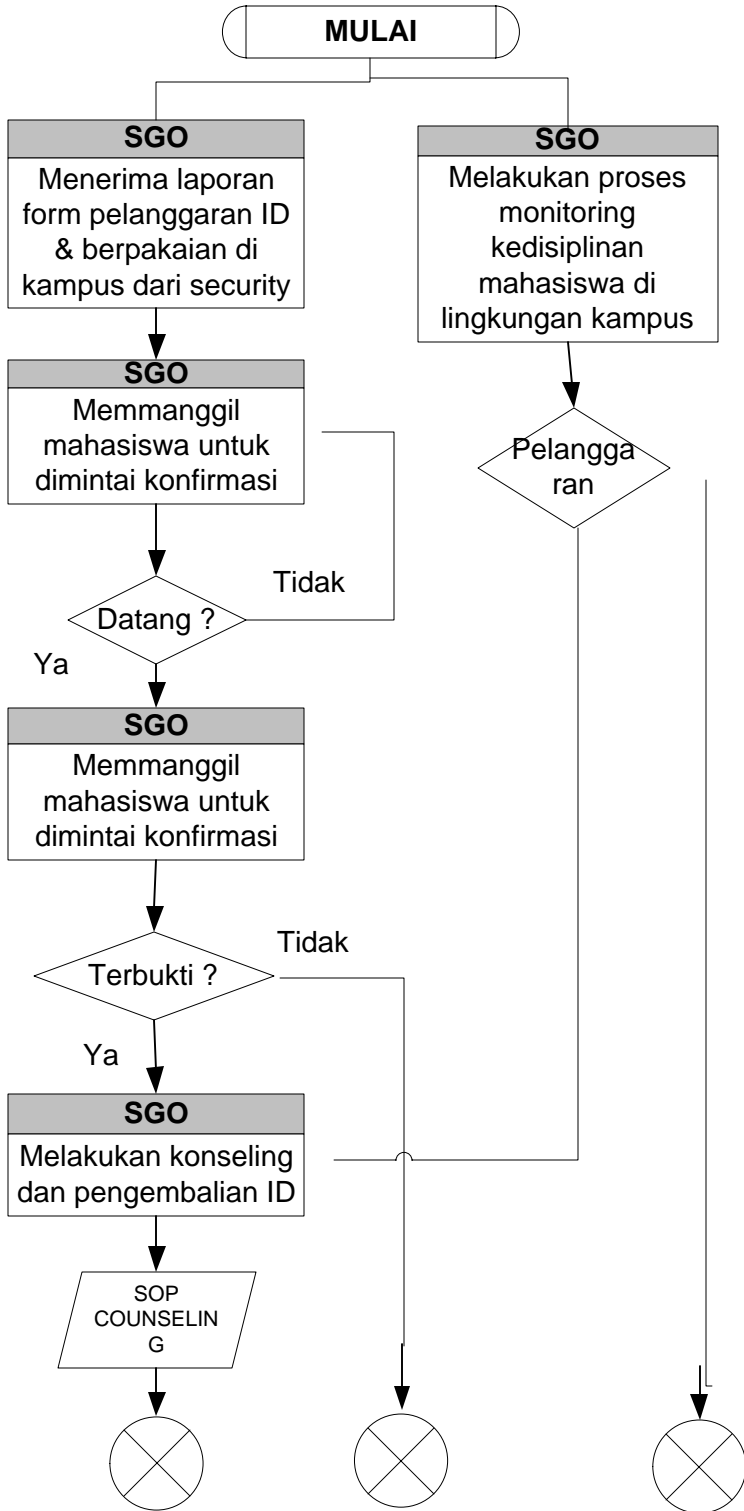 MULAI
SGO
Menerima laporan
form pelanggaran ID
& berpakaian di
kampus dari security
SGO
Melakukan proses
monitoring
kedisiplinan
mahasiswa di
lingkungan kampus
SGO
Memmanggil
mahasiswa untuk
dimintai konfirmasi
Pelangga
ran
Tidak
Datang ?
Ya
SGO
Memmanggil
mahasiswa untuk
dimintai konfirmasi
Tidak
Terbukti ?
Ya
SGO
Melakukan konseling
dan pengembalian ID
SOP
COUNSELIN
G